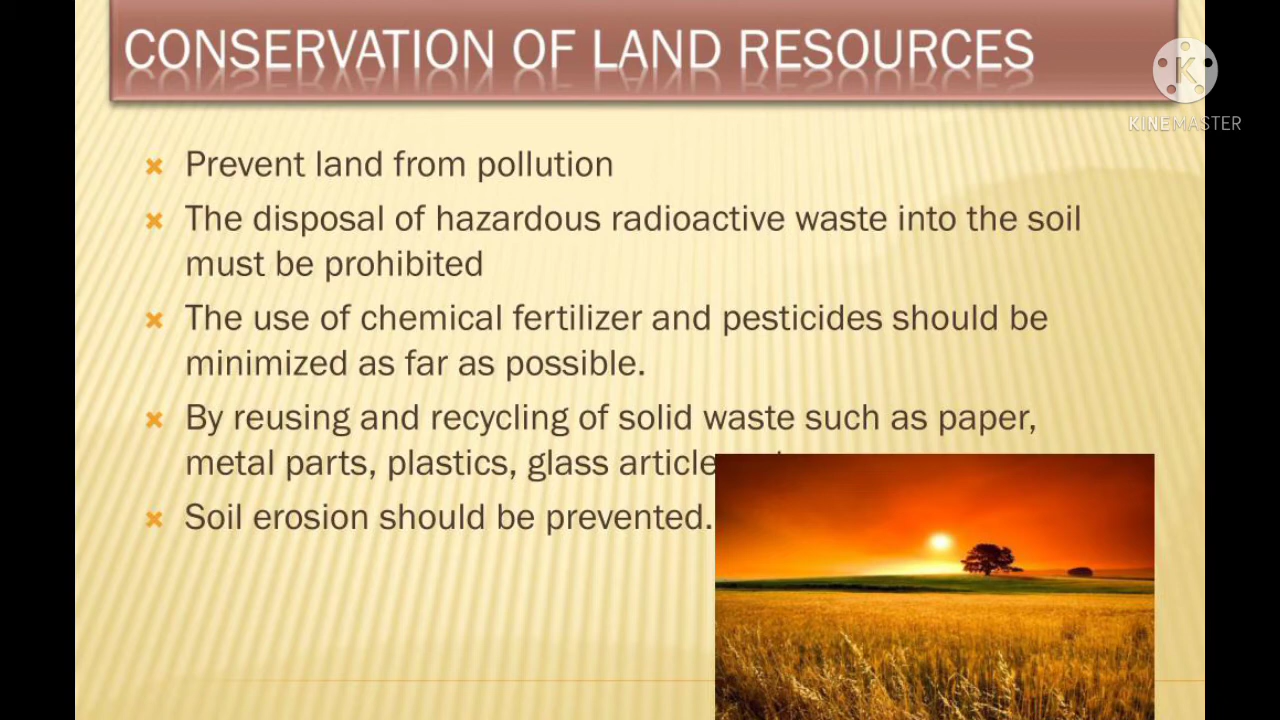 CONSERVATION OF LAND RESOURCES
K
KINEMASTER
Prevent land from pollution
The disposal of hazardous radioactive waste into the soil
must be prohibited
The use of chemical fertilizer and pesticides should be
minimized as far as possible.
By reusing and recycling of solid waste such as paper,
metal parts, plastics, glass article
Soil erosion should be prevented.